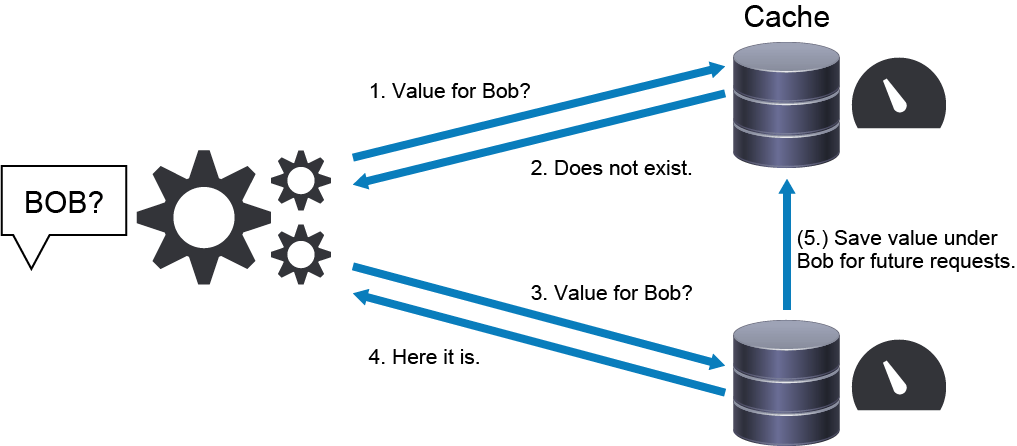 Cache
1. Value for Bob?
2. Does not exist.
BOB?
(5.) Save value under
Bob for future requests.
3. Value for Bob?
4. Here it is.